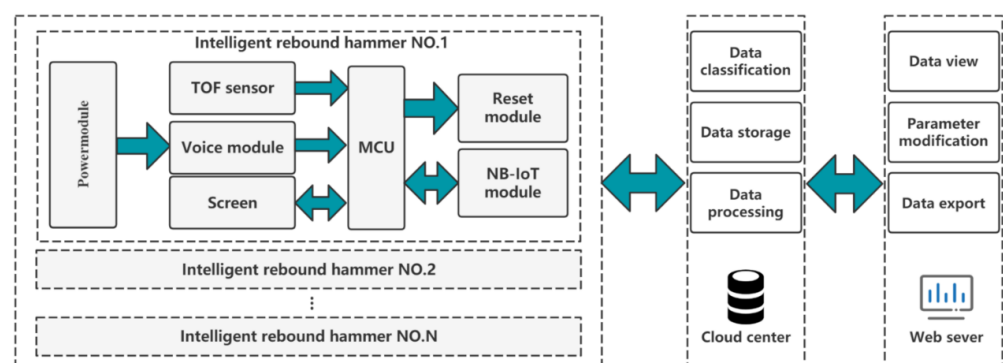 Intelligent rebound hammer NO.1
Powermodule
TOF sensor
Voice module
Screen
MCU
Reset
module
NB-IoT
module
Intelligent rebound hammer NO.2
Intelligent rebound hammer NO.N
Data
classification
Data storage
Data
processing
Cloud center
Data view
Parameter
modification
Data export
Web sever